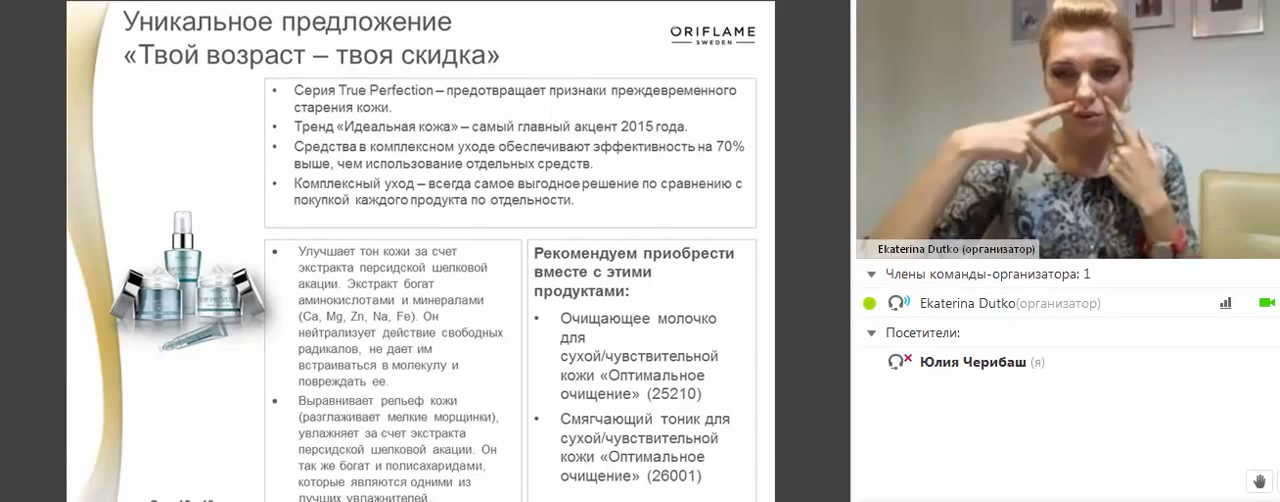 Уникальное предложение
«Твой возраст – твоя скидка»
ORIFLAME
SWEDEN
• Серия True Perfection – предотвращает признаки преждевременного
старения кожи.
• Тренд «Идеальная кожа» – самый главный акцент 2015 года.
• Средства в комплексном уходе обеспечивают эффективность на 70%
выше, чем использование отдельных средств.
• Комплексный уход – всегда самое выгодное решение по сравнению с
покупкой каждого продукта по отдельности.
• Улучшает тон кожи за счет
экстракта персидской шелковой
акации. Экстракт богат
аминокислотами и минералами
(Ca, Mg, Zn, Na, Fe). Он
нейтрализует действие свободных
радикалов, не дает им
встраиваться в молекулу и
повреждать ее.
• Выравнивает рельеф кожи
(разглаживает мелкие морщинки),
увлажняет за счет экстракта
персидской шелковой акации. Он
так же богат и полисахаридами,
которые являются одними из
лучших увлажнителей.
Рекомендуем приобрести
вместе с этими
продуктами:
• Очищающее молочко
для
сухой/чувствительной
кожи «Оптимальное
очищение» (25210)
• Смягчающий тоник для
сухой/чувствительной
кожи «Оптимальное
очищение» (26001)
Ekaterina Dutko (организатор)
Члены команды-организатора: 1
Ekaterina Dutko(организатор)
Посетители:
Юлия Черибаш (я)